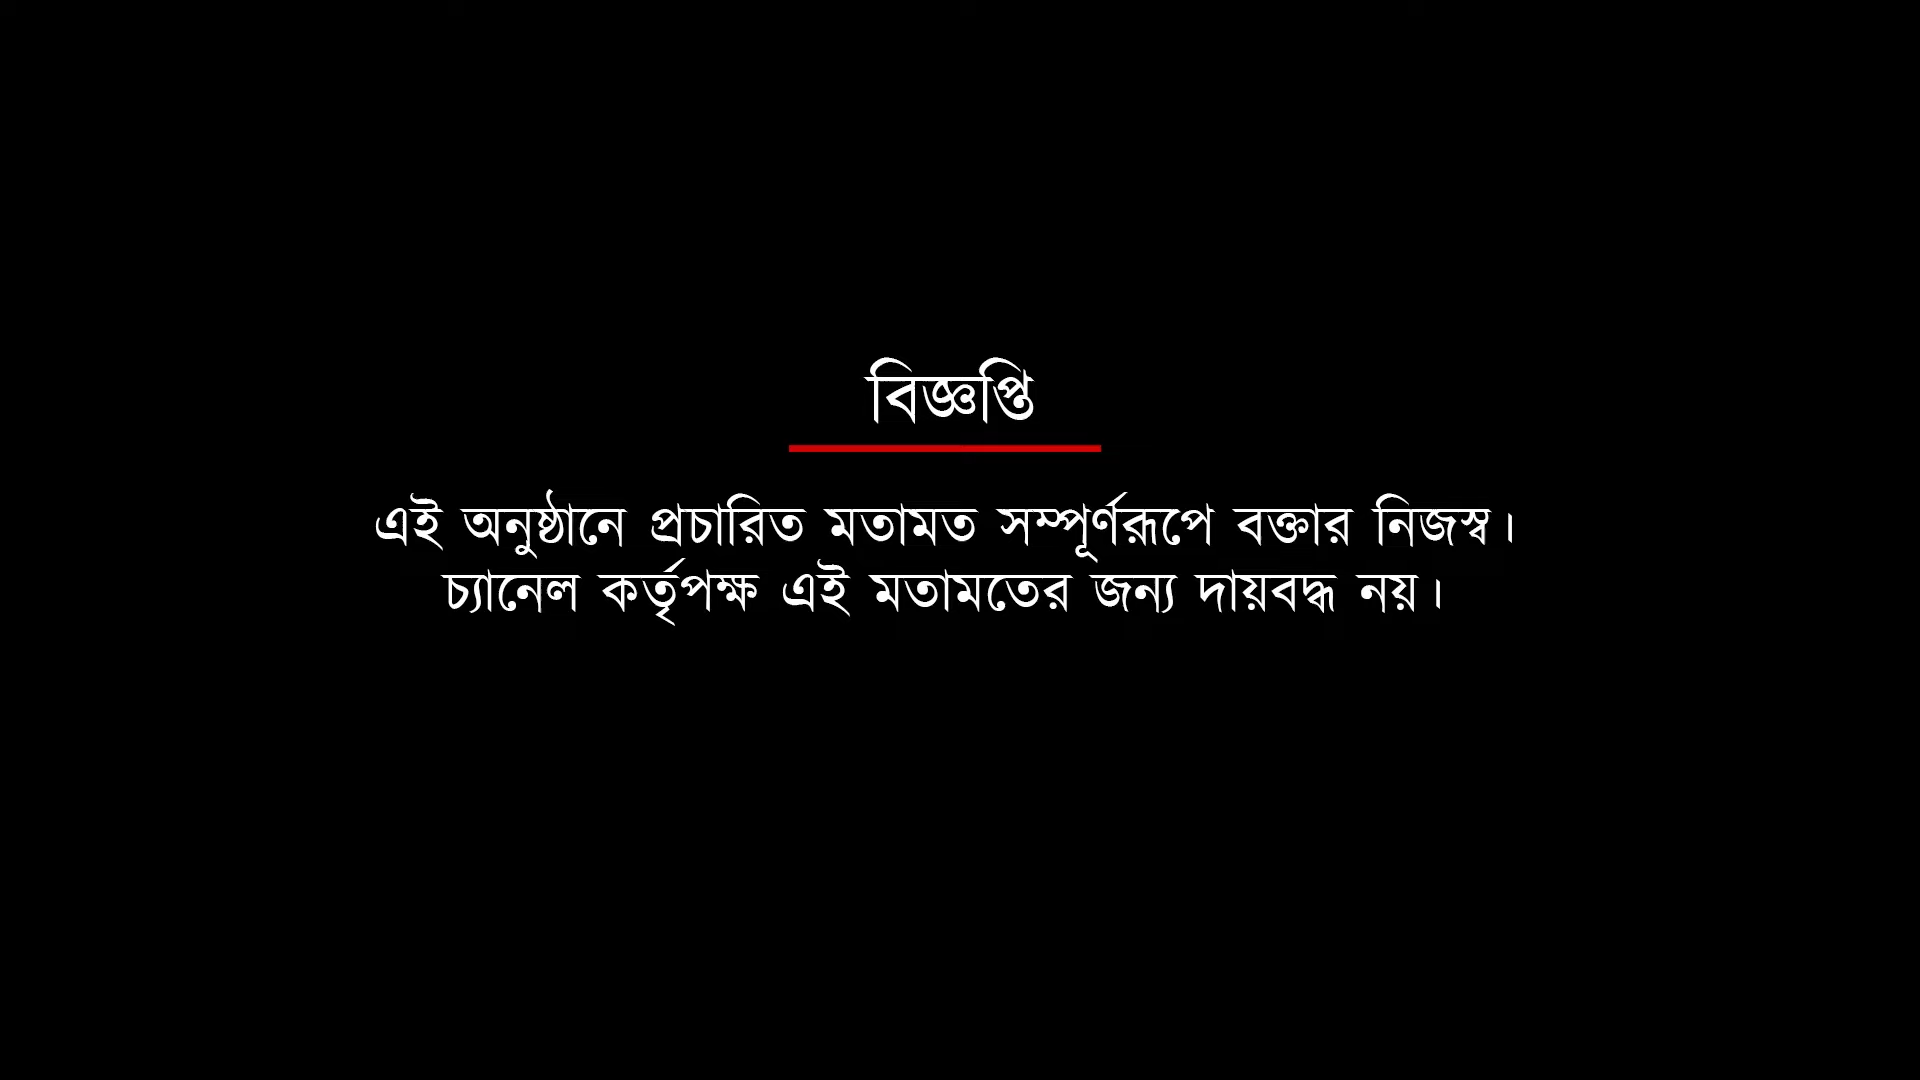 বিজ্ঞপ্তি
এই অনুষ্ঠানে প্রচারিত মতামত সম্পূর্ণরূপে বক্তার নিজস্ব।
চ্যানেল কর্তৃপক্ষ এই মতামতের জন্য দায়বদ্ধ নয়।